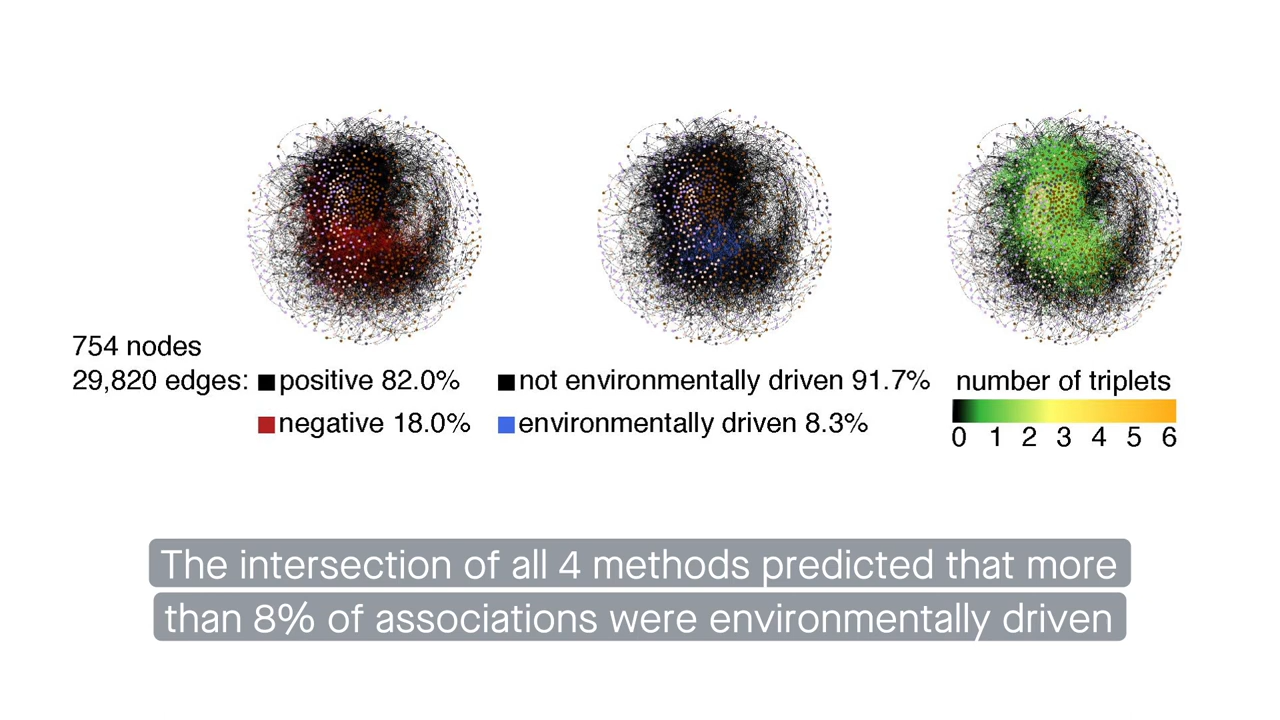 754 nodes
29,820 edges: positive 82.0% not environmentally driven 91.7% number of triplets
negative 18.0% environmentally driven 8.3%
0 1 2 3 4 5 6
The intersection of all 4 methods predicted that more
than 8% of associations were environmentally driven